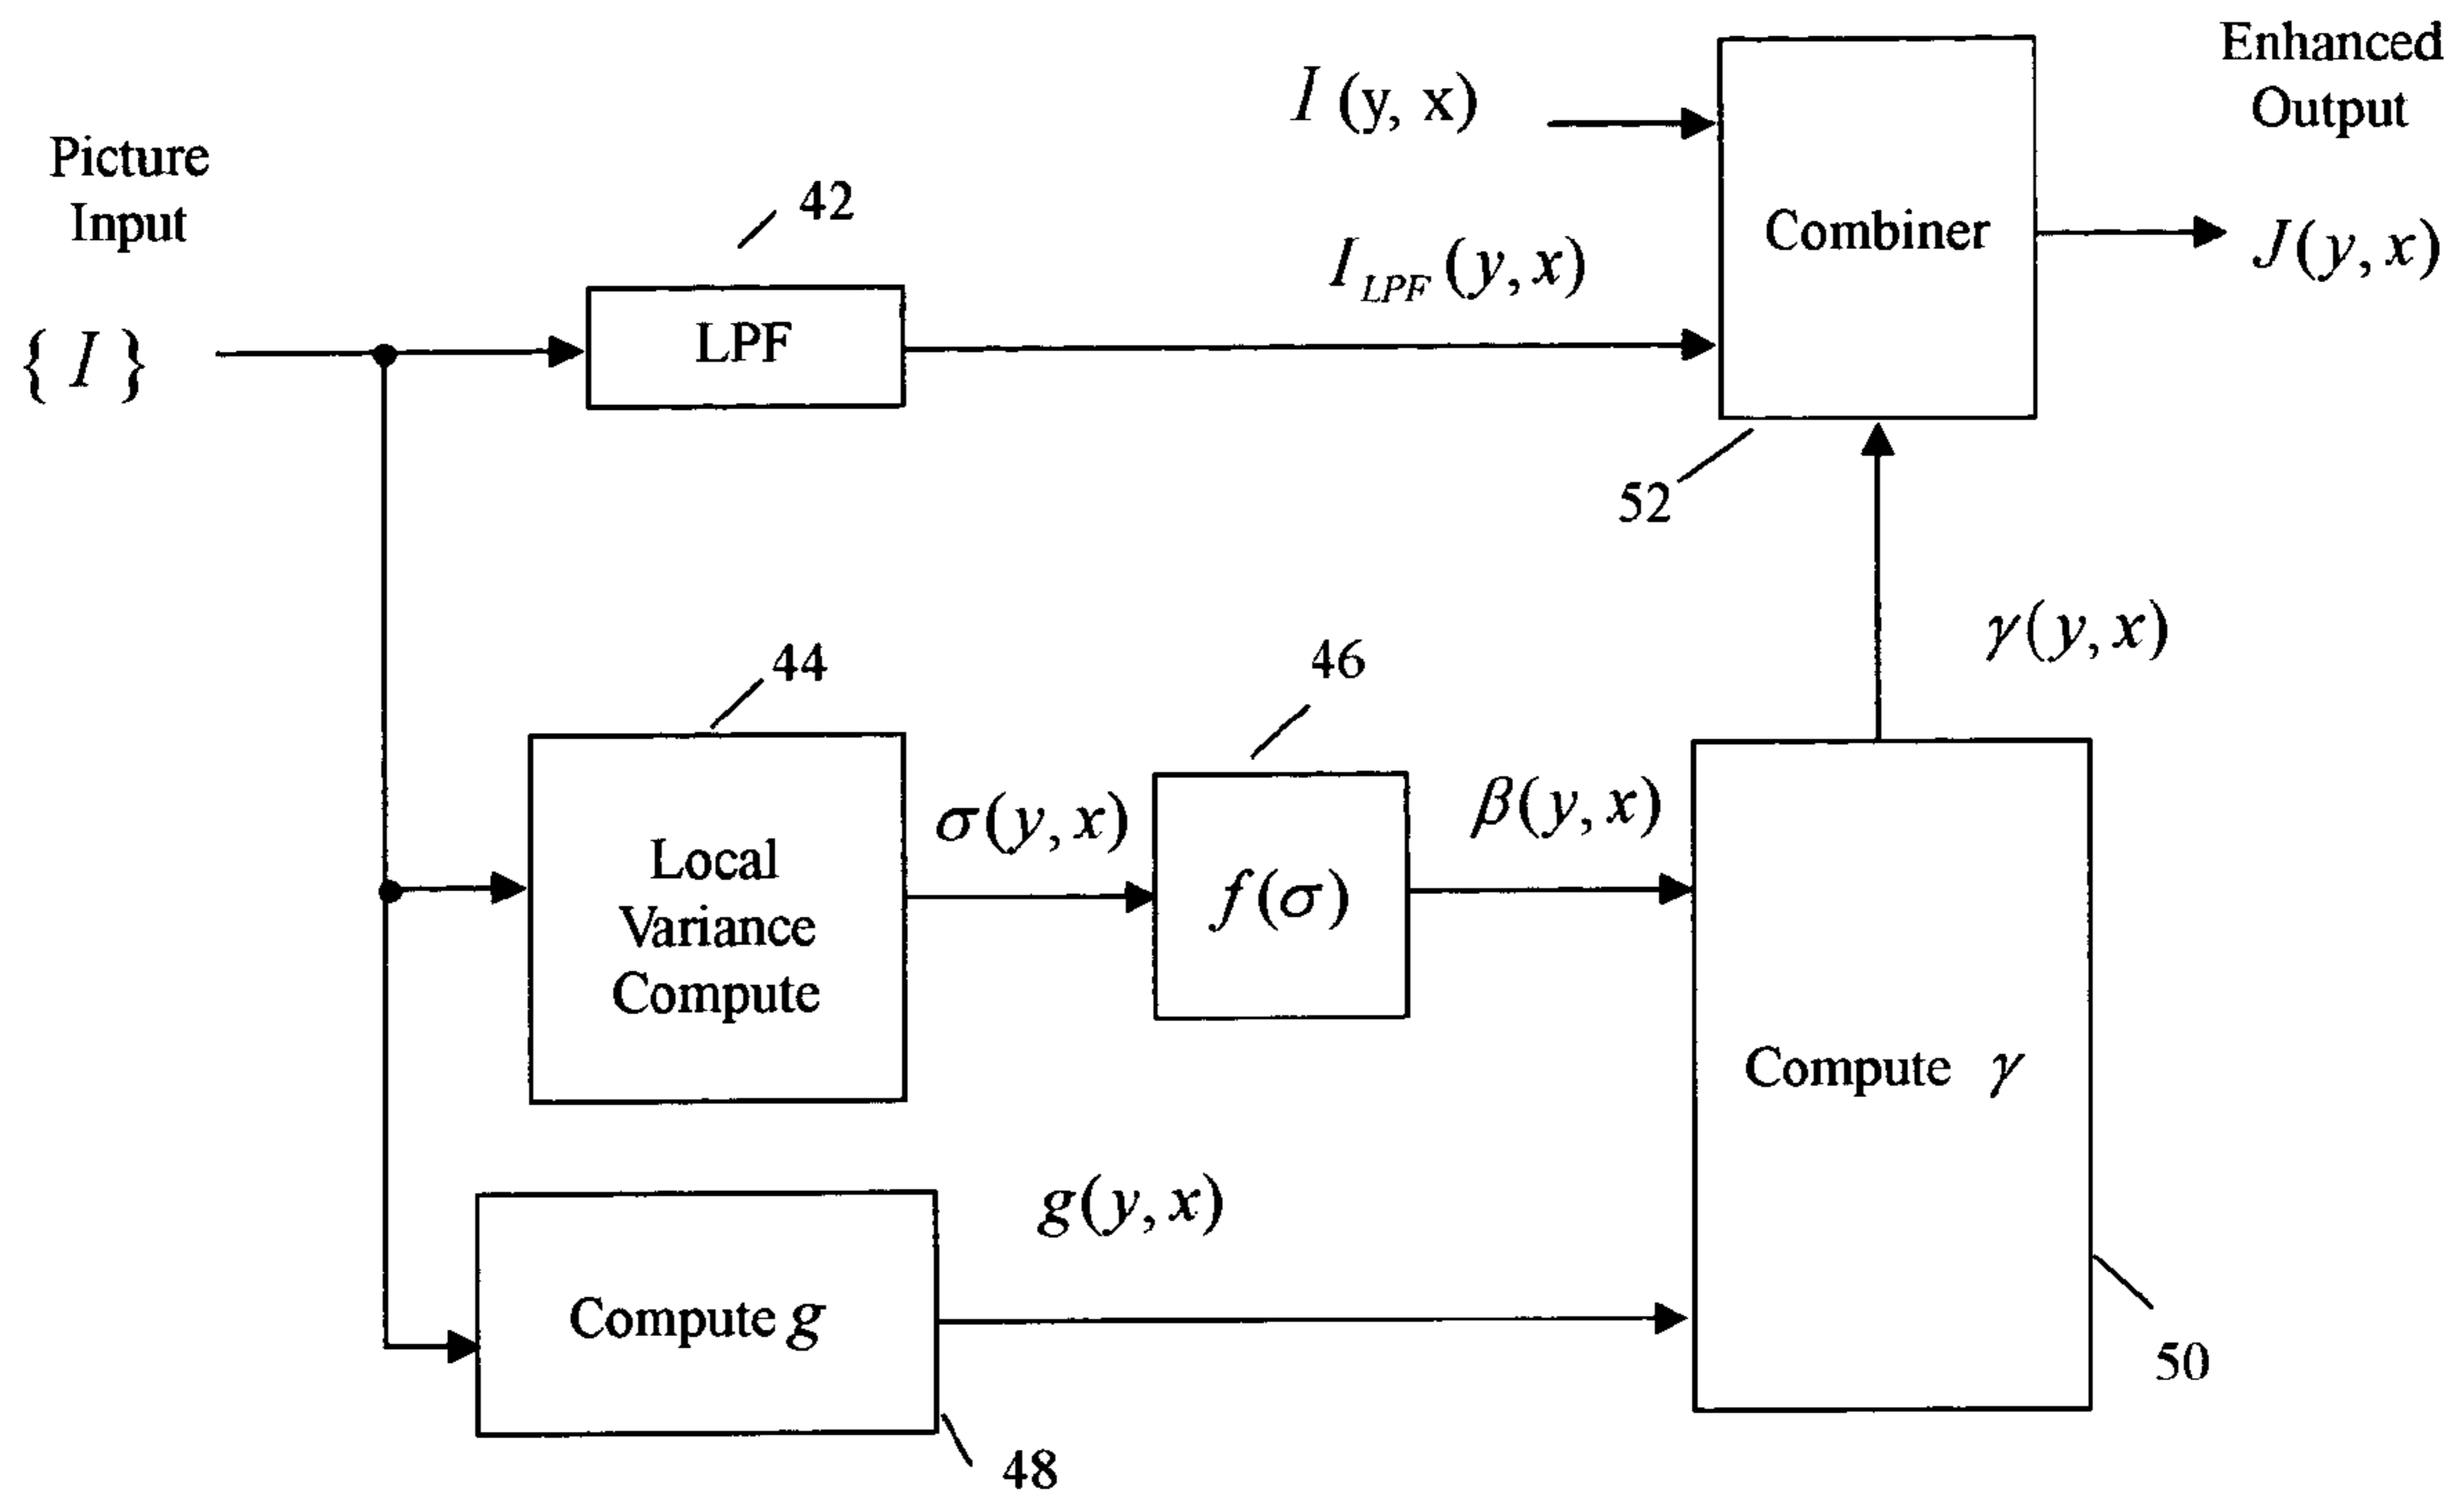 Enhanced
Output
Picture
Input
{ I }
42
LPF
I (y, x)
I_LPF (y, x)
Combiner
J(y, x)
52
γ(y, x)
44
46
Local
Variance
Compute
σ(y, x)
f(σ)
β(y, x)
Compute γ
g(y, x)
Compute g
48
50